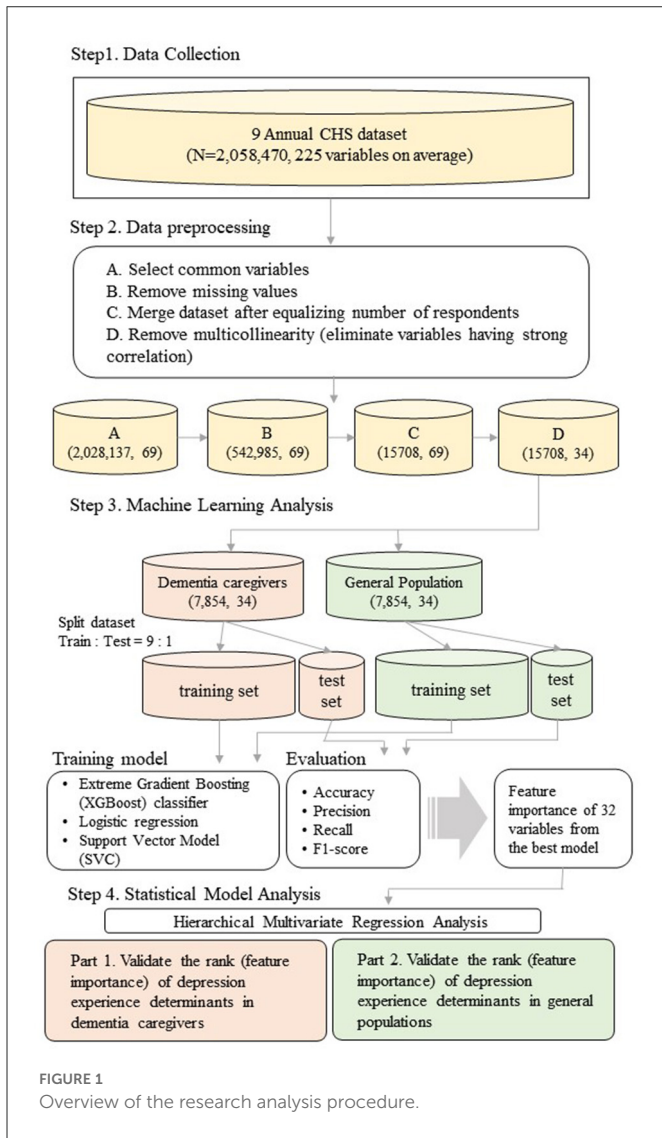 Step1. Data Collection
9 Annual CHS dataset
(N=2,058,470, 225 variables on average)
Step 2. Data preprocessing
A. Select common variables
B. Remove missing values
C. Merge dataset after equalizing number of respondents
D. Remove multicollinearity (eliminate variables having strong
correlation)
A
(2,028,137, 69)
B
(542,985, 69)
C
(15708, 69)
D
(15708, 34)
Step 3. Machine Learning Analysis
Dementia caregivers
(7,854, 34)
General Population
(7,854, 34)
Split dataset
Train : Test = 9 : 1
training set
test
set
training set
test
set
Training model
• Extreme Gradient Boosting
(XGBoost) classifier
• Logistic regression
• Support Vector Model
(SVC)
Evaluation
• Accuracy
• Precision
• Recall
• F1-score
Feature
importance of 32
variables from
the best model
Step 4. Statistical Model Analysis
Hierarchical Multivariate Regression Analysis
Part 1. Validate the rank (feature
importance) of depression
experience determinants in
dementia caregivers
Part 2. Validate the rank (feature
importance) of depression
experience determinants in general
populations
FIGURE 1
Overview of the research analysis procedure.